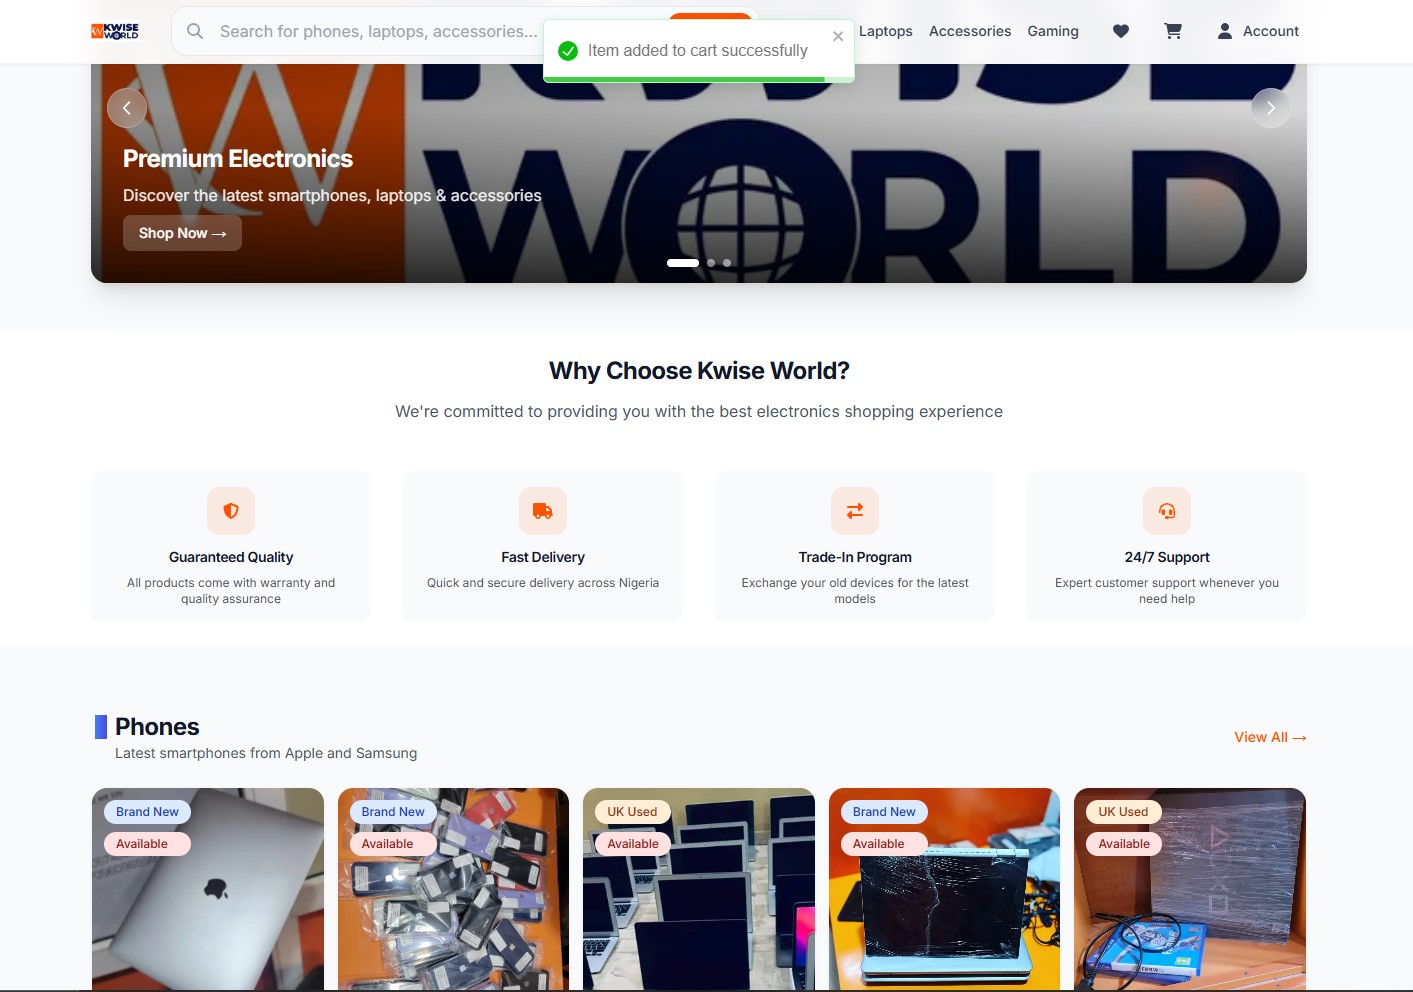 KWISE
WORLD
Search for phones, laptops, accessories...
Item added to cart successfully
Laptops
Accessories
Gaming
Account
KWISE
WORLD
Premium Electronics
Discover the latest smartphones, laptops & accessories
Shop Now →
Why Choose Kwise World?
We're committed to providing you with the best electronics shopping experience
Guaranteed Quality
All products come with warranty and
quality assurance
Fast Delivery
Quick and secure delivery across Nigeria
Trade-In Program
Exchange your old devices for the latest
models
24/7 Support
Expert customer support whenever you
need help
Phones
Latest smartphones from Apple and Samsung
View All →
Brand New
Available
Brand New
Available
UK Used
Available
Brand New
Available
UK Used
Available